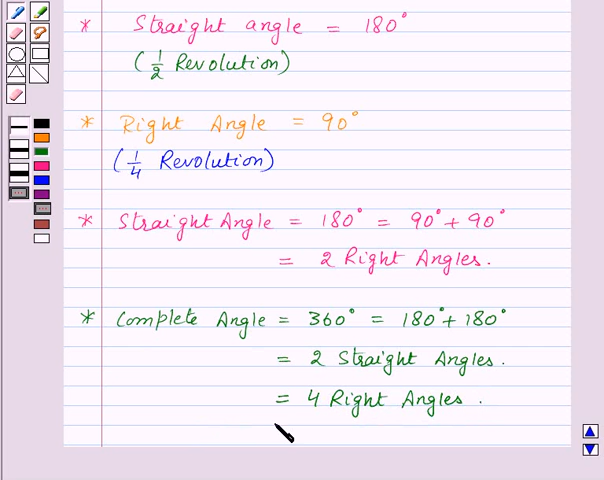 * Straight angle = 180°
(1/2 Revolution)
* Right Angle = 90°
(1/4 Revolution)
* Straight Angle = 180° = 90° + 90°
= 2 Right Angles.
* Complete Angle = 360° = 180° + 180°
= 2 Straight Angles.
= 4 Right Angles.